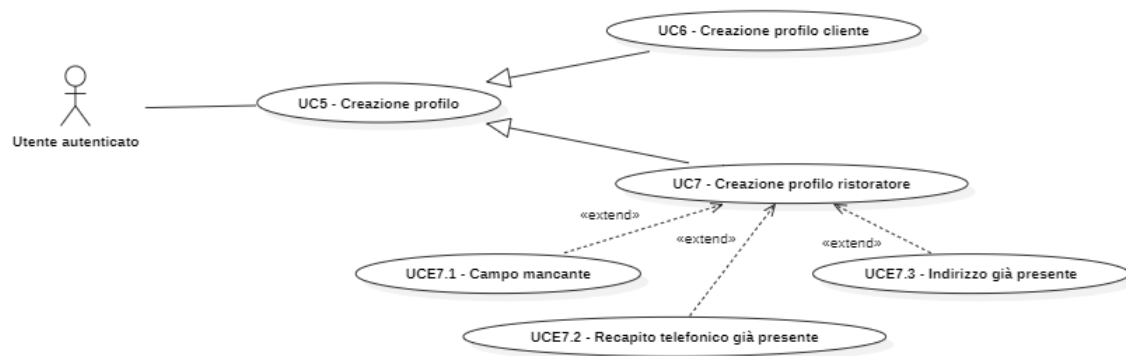 UC6 - Creazione profilo cliente
UC5 - Creazione profilo
Utente autenticato
UC7 - Creazione profilo ristoratore
«extend»
«extend»
«extend»
UCE7.1 - Campo mancante
UCE7.3 - Indirizzo già presente
UCE7.2 - Recapito telefonico già presente